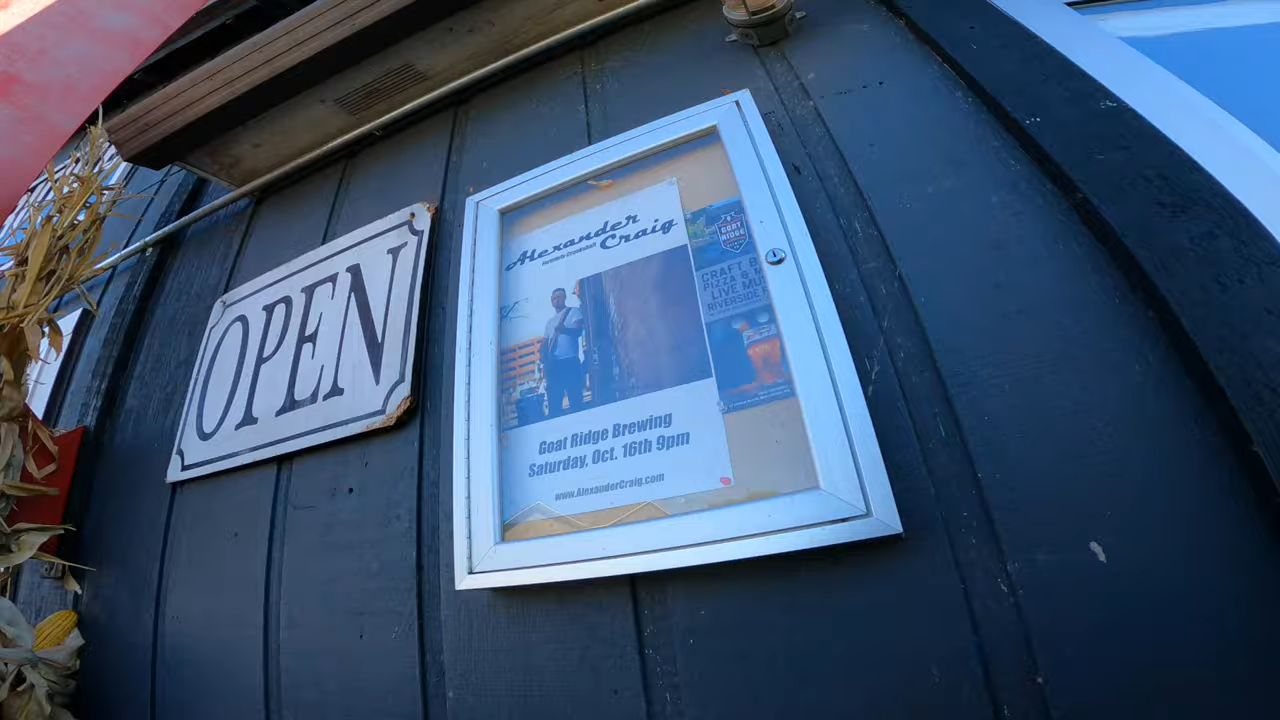 OPEN
Alexander
Craig
Goat Ridge Brewing
Saturday, Oct. 16th 9pm
www.AlexanderCraig.com
GOAT
RIDGE
CRAFT B
PIZZA & M
LIVE MU
RIVERSIDE